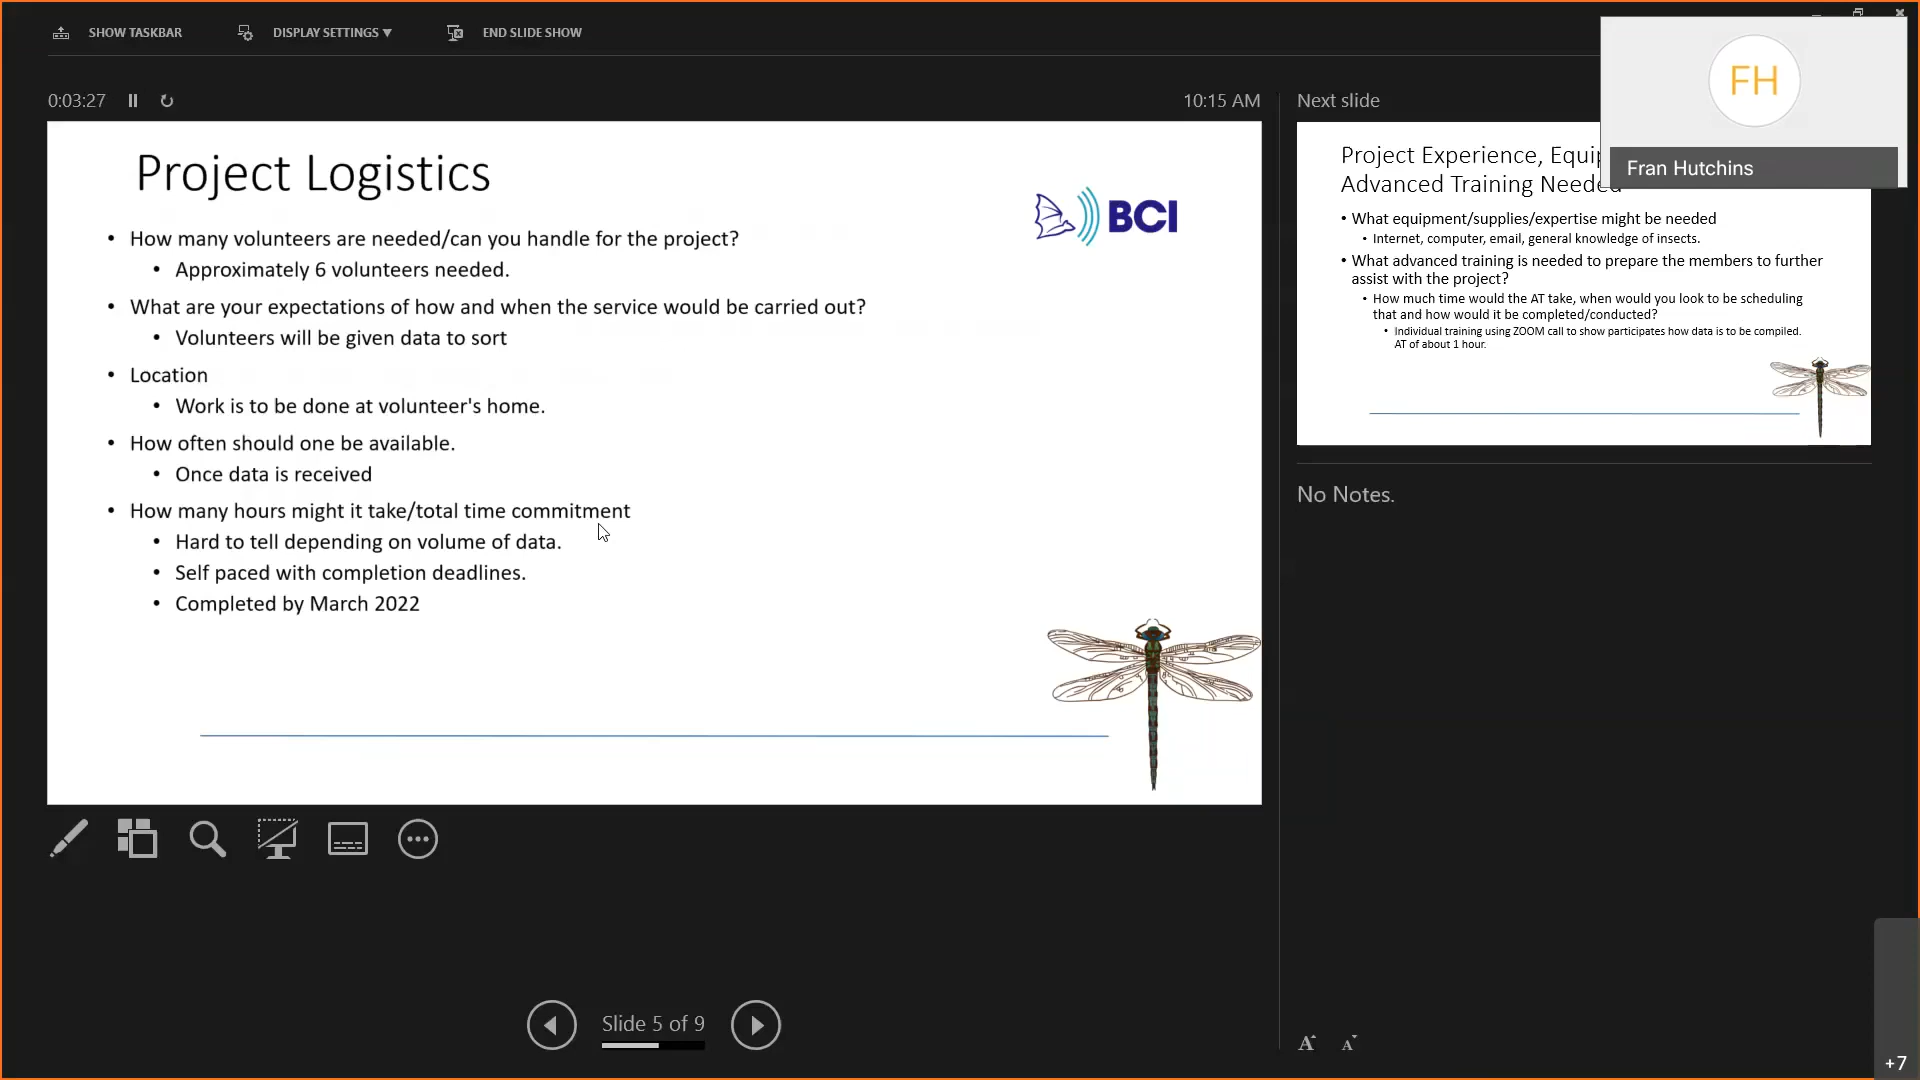 SHOW TASKBAR
DISPLAY SETTINGS ▼
END SLIDE SHOW
0:03:27
10:15 AM
Project Logistics
BCI
• How many volunteers are needed/can you handle for the project?
• Approximately 6 volunteers needed.
• What are your expectations of how and when the service would be carried out?
• Volunteers will be given data to sort
• Location
• Work is to be done at volunteer's home.
• How often should one be available.
• Once data is received
• How many hours might it take/total time commitment
• Hard to tell depending on volume of data.
• Self paced with completion deadlines.
• Completed by March 2022
Slide 5 of 9
Next slide
FH
Fran Hutchins
Project Experience,
Advanced Training Needed
• What equipment/supplies/expertise might be needed
• Internet, computer, email, general knowledge of insects.
• What advanced training is needed to prepare the members to further
assist with the project?
• How much time would the AT take, when would you look to be scheduling
that and how would it be completed/conducted?
• Individual training using ZOOM call to show participates how data is to be compiled.
AT of about 1 hour.
No Notes.
A A
+7